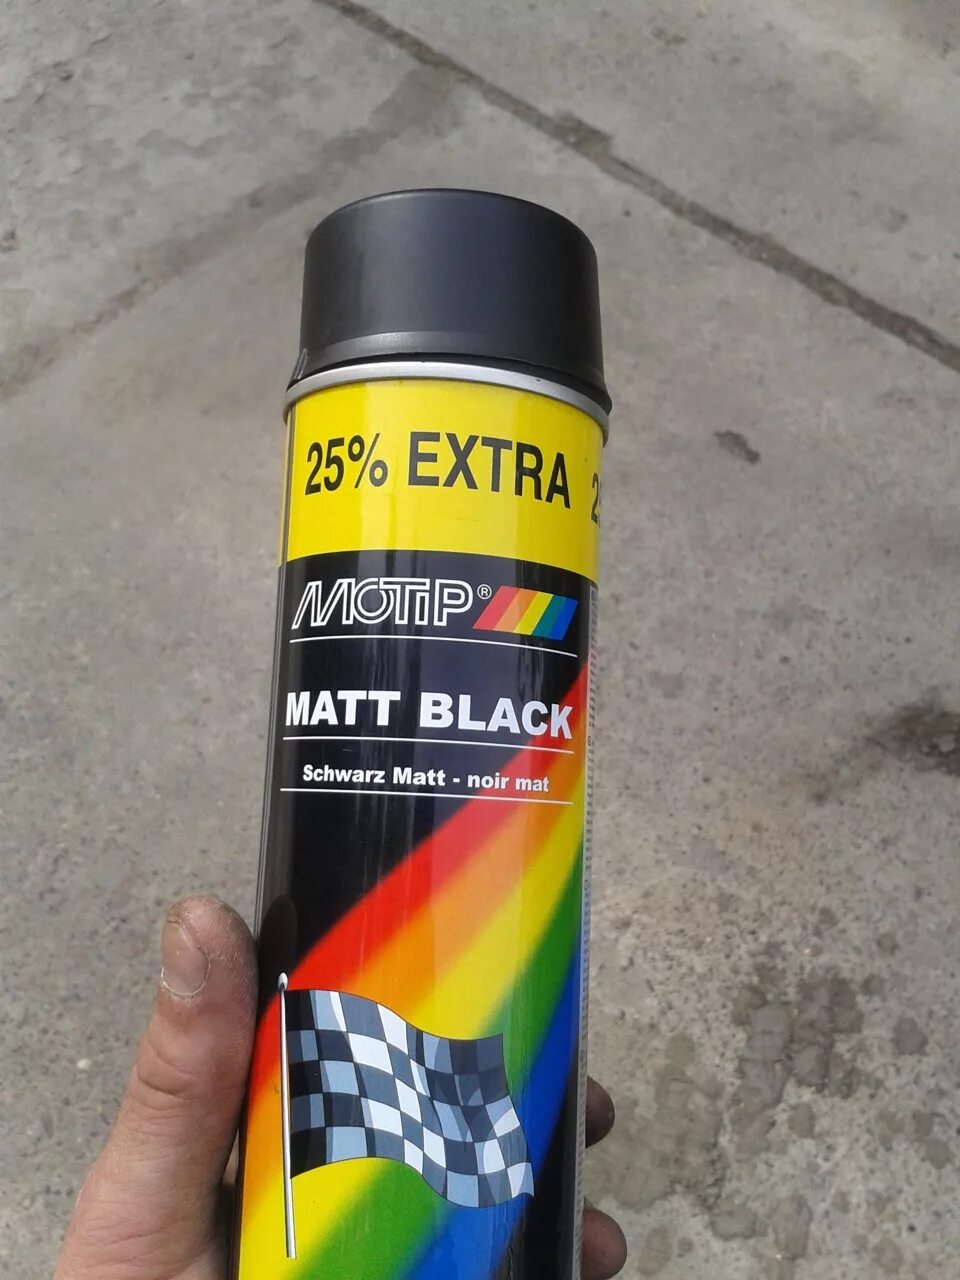 25% EXTRA
MOTIP®
MATT BLACK
Schwarz Matt - noir mat